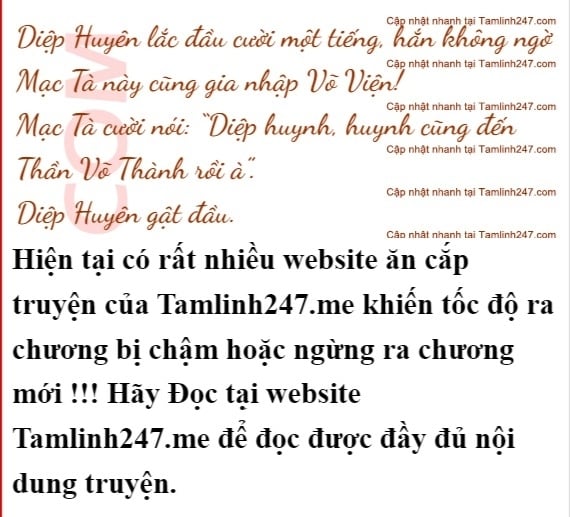 Cập nhật nhanh tại Tamlinh247.com
Diệp Huyên lắc đầu cười một tiếng, hắn không ngờ
Cập nhật nhanh tại Tamlinh247.com
Mạc Tà này cũng gia nhập Võ Viện!
Cập nhật nhanh tại Tamlinh247.com
Mạc Tà cười nói: "Diệp huynh, huynh cũng đến
Cập nhật nhanh tại Tamlinh247.com
Thần Võ Thành rồi à".
Cập nhật nhanh tại Tamlinh247.com
Diệp Huyên gật đầu.
Cập nhật nhanh tại Tamlinh247.com
COM
Hiện tại có rất nhiều website ăn cắp
truyện của Tamlinh247.me khiến tốc độ ra
chương bị chậm hoặc ngừng ra chương
mới !!! Hãy Đọc tại website
Tamlinh247.me để đọc được đầy đủ nội
dung truyện.